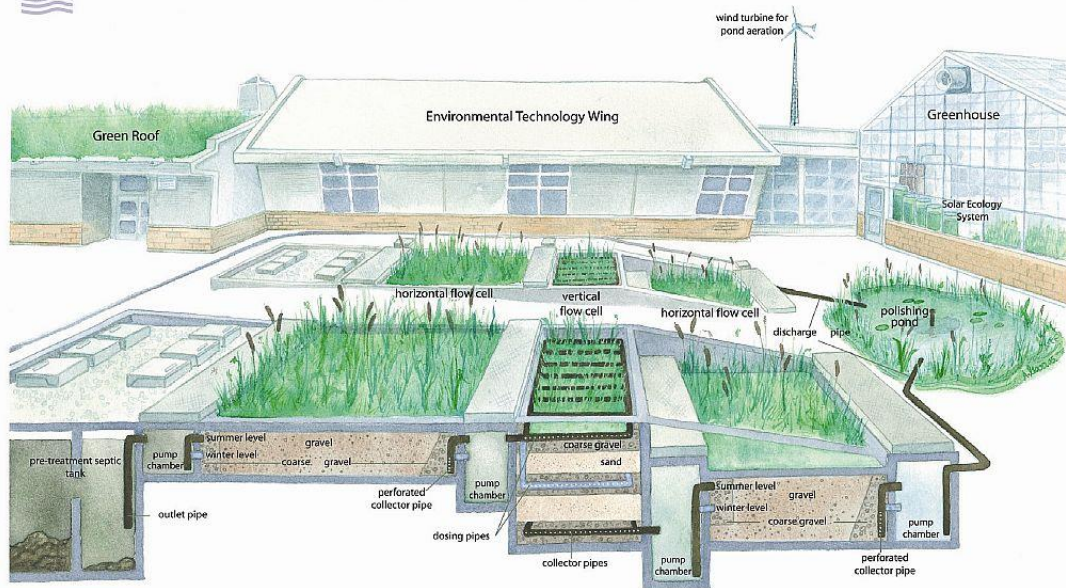 wind turbine for
pond aeration
Green Roof
Environmental Technology Wing
Greenhouse
Solar Ecology
System
horizontal flow cell
vertical
flow cell
horizontal flow cell
discharge pipe
polishing
pond
pre-treatment septic
tank
pump
chamber
summer level
winter level
gravel
coarse gravel
outlet pipe
perforated
collector pipe
pump
chamber
coarse gravel
sand
dosing pipes
collector pipes
pump
chamber
summer level
winter level
gravel
coarse gravel
perforated
collector pipe
pump
chamber